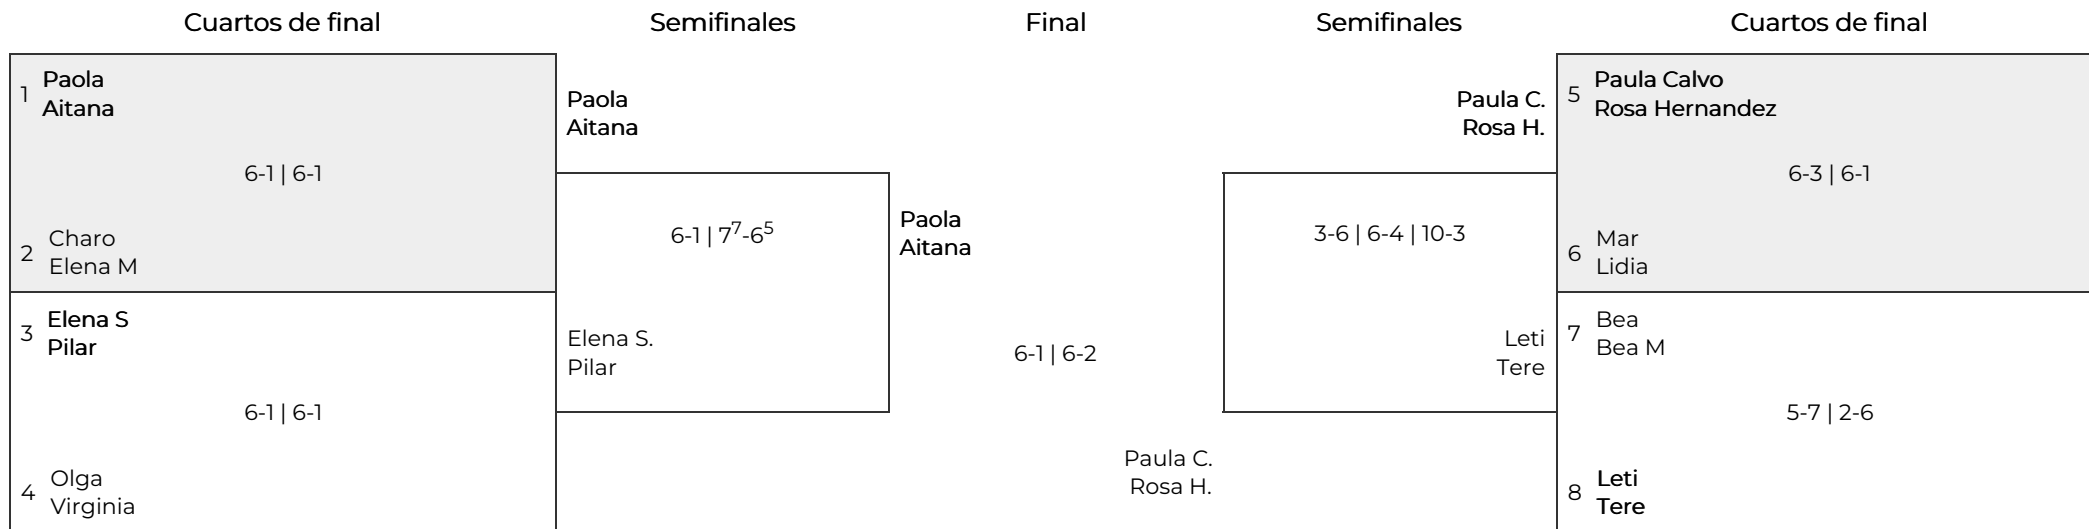 Cuartos de final
Semifinales
Final
Semifinales
Cuartos de final
1
Paola
Aitana
6-1 | 6-1
2
Charo
Elena M
3
Elena S
Pilar
6-1 | 6-1
4
Olga
Virginia
Paola
Aitana
6-1 | 7⁷-6⁵
Elena S.
Pilar
Paola
Aitana
6-1 | 6-2
Paula C.
Rosa H.
Paula C.
Rosa H.
3-6 | 6-4 | 10-3
Leti
Tere
5
Paula Calvo
Rosa Hernandez
6-3 | 6-1
6
Mar
Lidia
7
Bea
Bea M
5-7 | 2-6
8
Leti
Tere